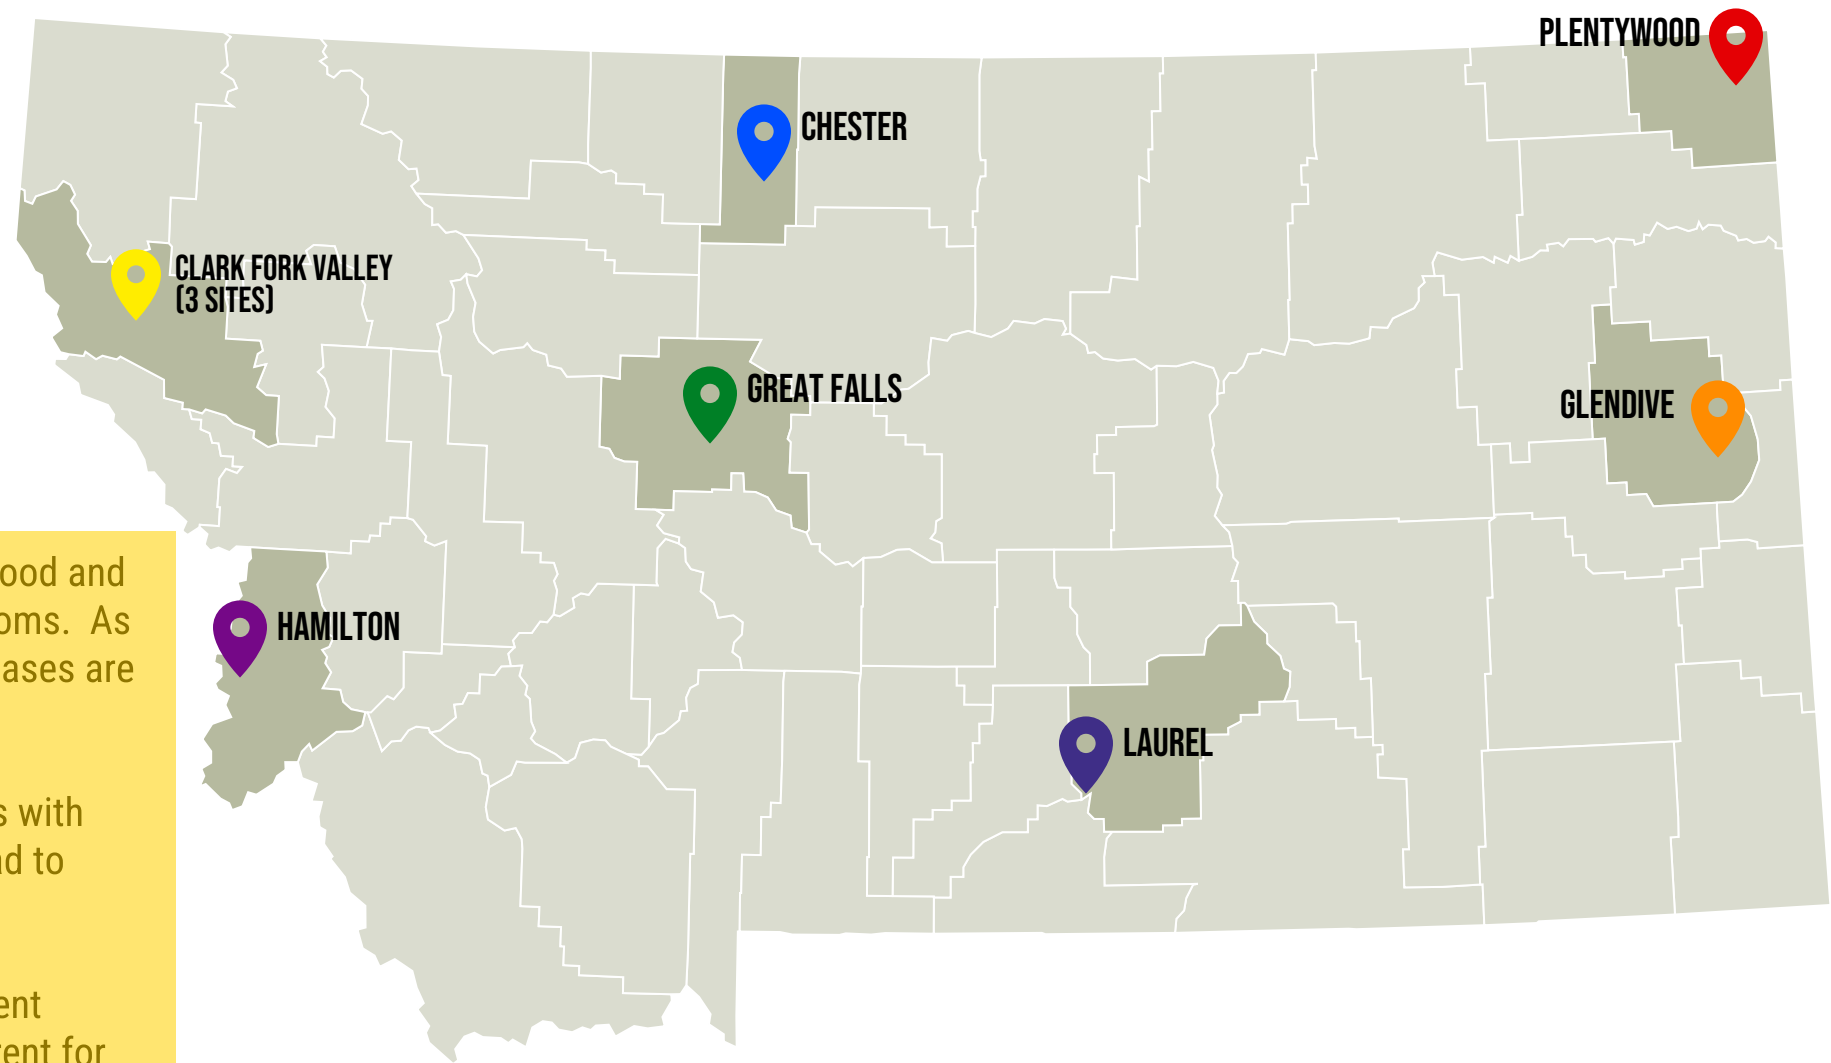 PLENTYWOOD
CHESTER
CLARK FORK VALLEY
(3 SITES)
GREAT FALLS
GLENDIVE
HAMILTON
LAUREL
ood and
oms.  As
ases are
s with
d to
ent
ent for